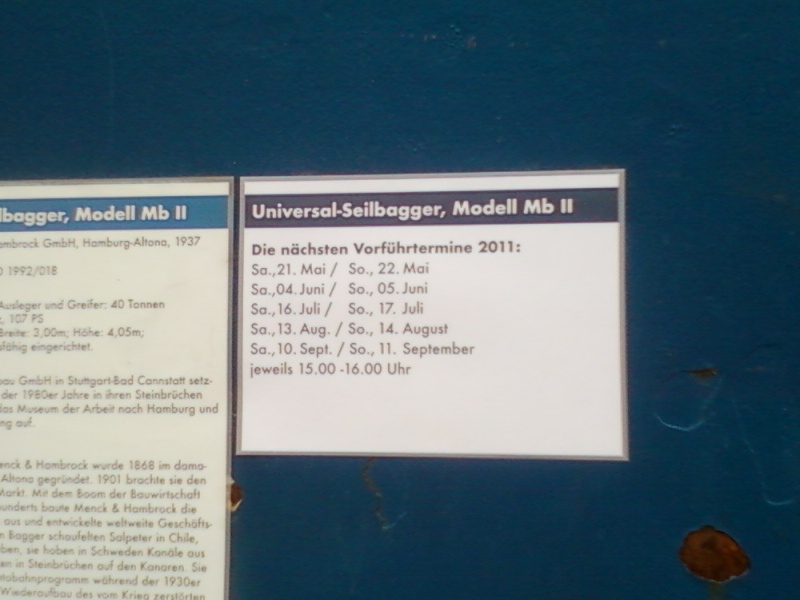 lbagger, Modell Mb II
ambrock GmbH, Hamburg-Altona, 1937
1992/018
Ausleger und Greifer: 40 Tonnen
107 PS
Breite: 3,00m; Höhe: 4,05m;
sfähig eingerichtet.
bau GmbH in Stuttgart-Bad Cannstatt setz-
der 1980er Jahre in ihren Steinbrüchen
das Museum der Arbeit nach Hamburg und
ng auf.
enck & Hambrock wurde 1868 im dama-
Altona gegründet. 1901 brachte sie den
Markt. Mit dem Boom der Bauwirtschaft
hunderts baute Menck & Hambrock die
aus und entwickelte weltweite Geschäfts-
n Bagger schaufelten Salpeter in Chile,
ben, sie hoben in Schweden Kanäle aus
en in Steinbrüchen auf den Kanaren. Sie
utobahnprogramm während der 1930er
Wiederaufbau des vom Krieg zerstörten
Universal-Seilbagger, Modell Mb II
Die nächsten Vorführtermine 2011:
Sa.,21. Mai / So., 22. Mai
Sa.,04. Juni / So., 05. Juni
Sa.,16. Juli / So., 17. Juli
Sa.,13. Aug. / So., 14. August
Sa.,10. Sept. / So., 11. September
jeweils 15.00 -16.00 Uhr